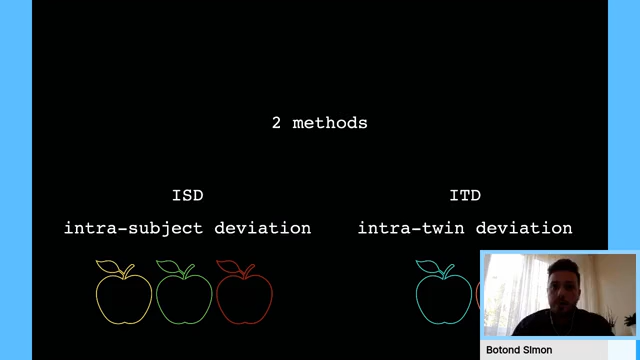 2 methods
ISD
intra-subject deviation
ITD
intra-twin deviation
Botond Simon